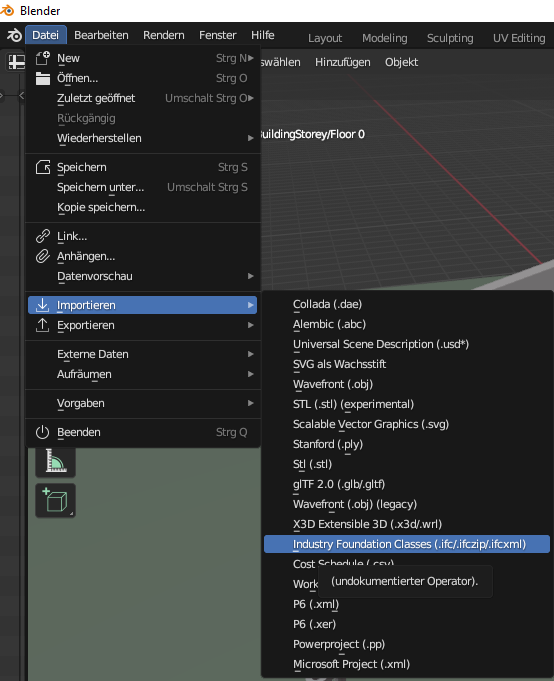 Blender
Datei Bearbeiten Rendern Fenster Hilfe Layout Modeling Sculpting UV Editing
swählen Hinzufügen Objekt
New Strg N
Öffnen... Strg O
Zuletzt geöffnet Umschalt Strg O
Rückgängig
Wiederherstellen
uildingStorey/Floor 0
Speichern Strg S
Speichern unter... Umschalt Strg S
Kopie speichern...
Link...
Anhängen...
Datenvorschau
Importieren
Exportieren
Externe Daten
Aufräumen
Vorgaben
Beenden Strg Q
Collada (.dae)
Alembic (.abc)
Universal Scene Description (.usd*)
SVG als Wachsstift
Wavefront (.obj)
STL (.stl) (experimental)
Scalable Vector Graphics (.svg)
Stanford (.ply)
Stl (.stl)
glTF 2.0 (.glb/.gltf)
Wavefront (.obj) (legacy)
X3D Extensible 3D (.x3d/.wrl)
Industry Foundation Classes (.ifc/.ifczip/.ifcxml)
Cost Schedule (.csv)
Work
(undokumentierter Operator).
P6 (.xml)
P6 (.xer)
Powerproject (.pp)
Microsoft Project (.xml)